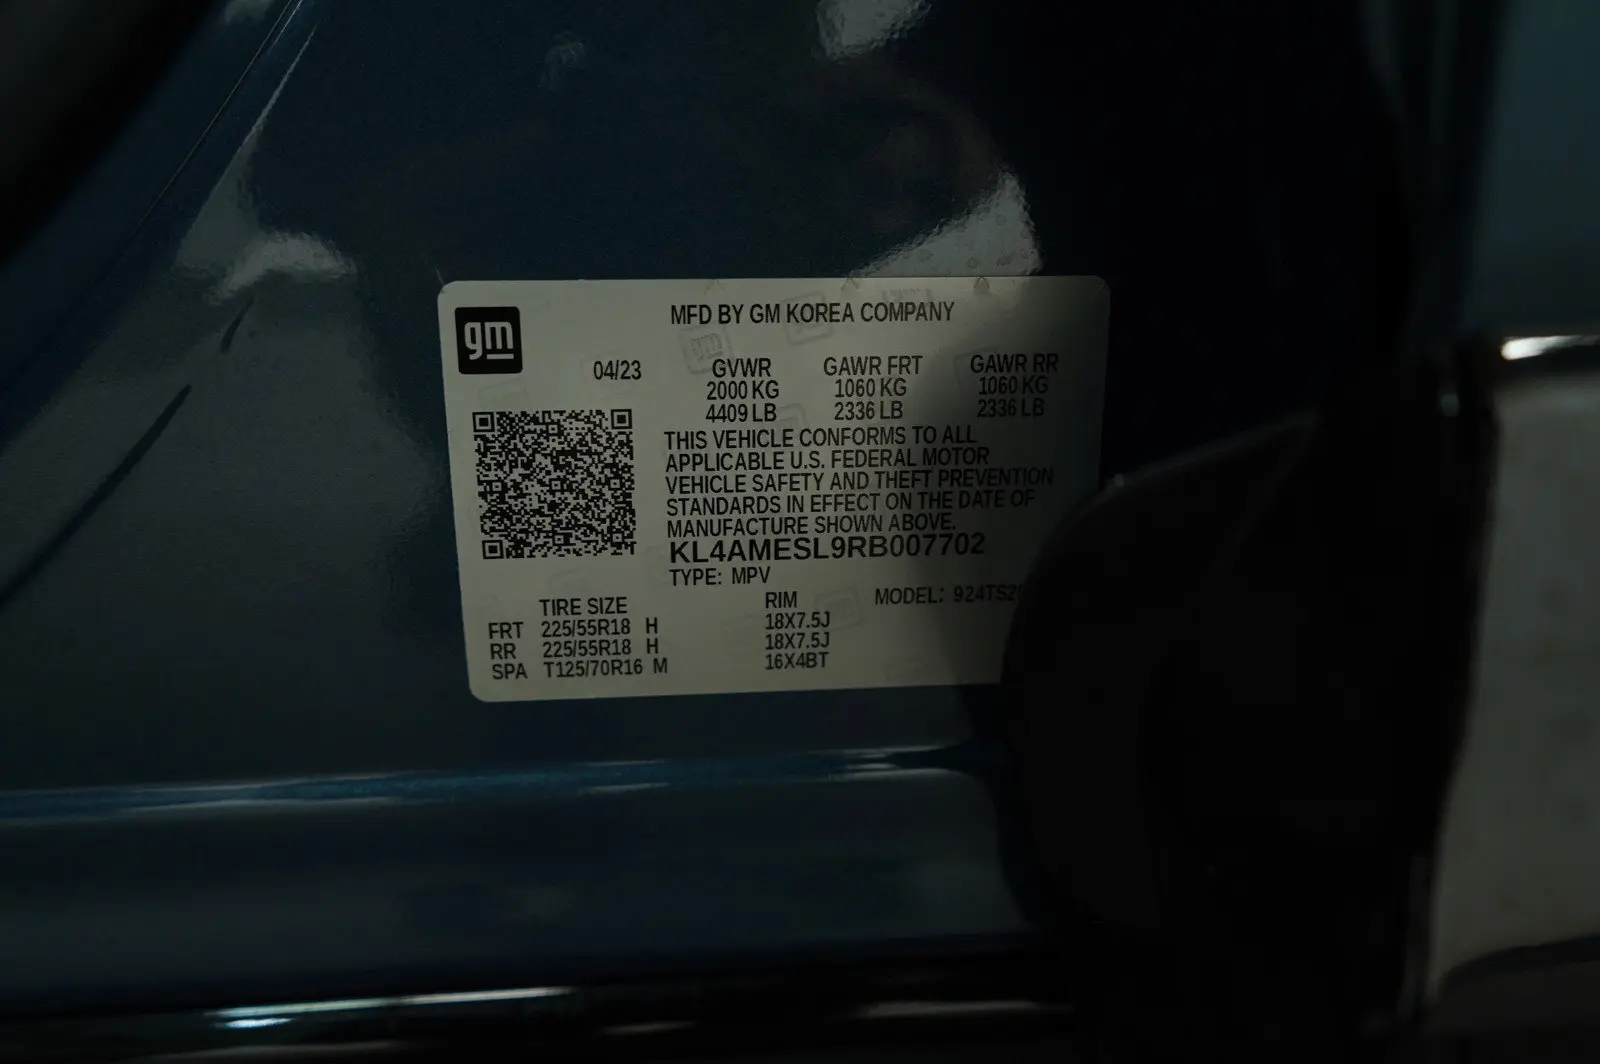 gm
MFD BY GM KOREA COMPANY
04/23 GVWR GAWR FRT GAWR RR
2000 KG 1060 KG 1060 KG
4409 LB 2336 LB 2336 LB
THIS VEHICLE CONFORMS TO ALL
APPLICABLE U.S. FEDERAL MOTOR
VEHICLE SAFETY AND THEFT PREVENTION
STANDARDS IN EFFECT ON THE DATE OF
MANUFACTURE SHOWN ABOVE.
KL4AMESL9RB007702
TYPE: MPV
MODEL:
TIRE SIZE RIM
FRT 225/55R18 H 18X7.5J
RR 225/55R18 H 18X7.5J
SPA T125/70R16 M 16X4BT